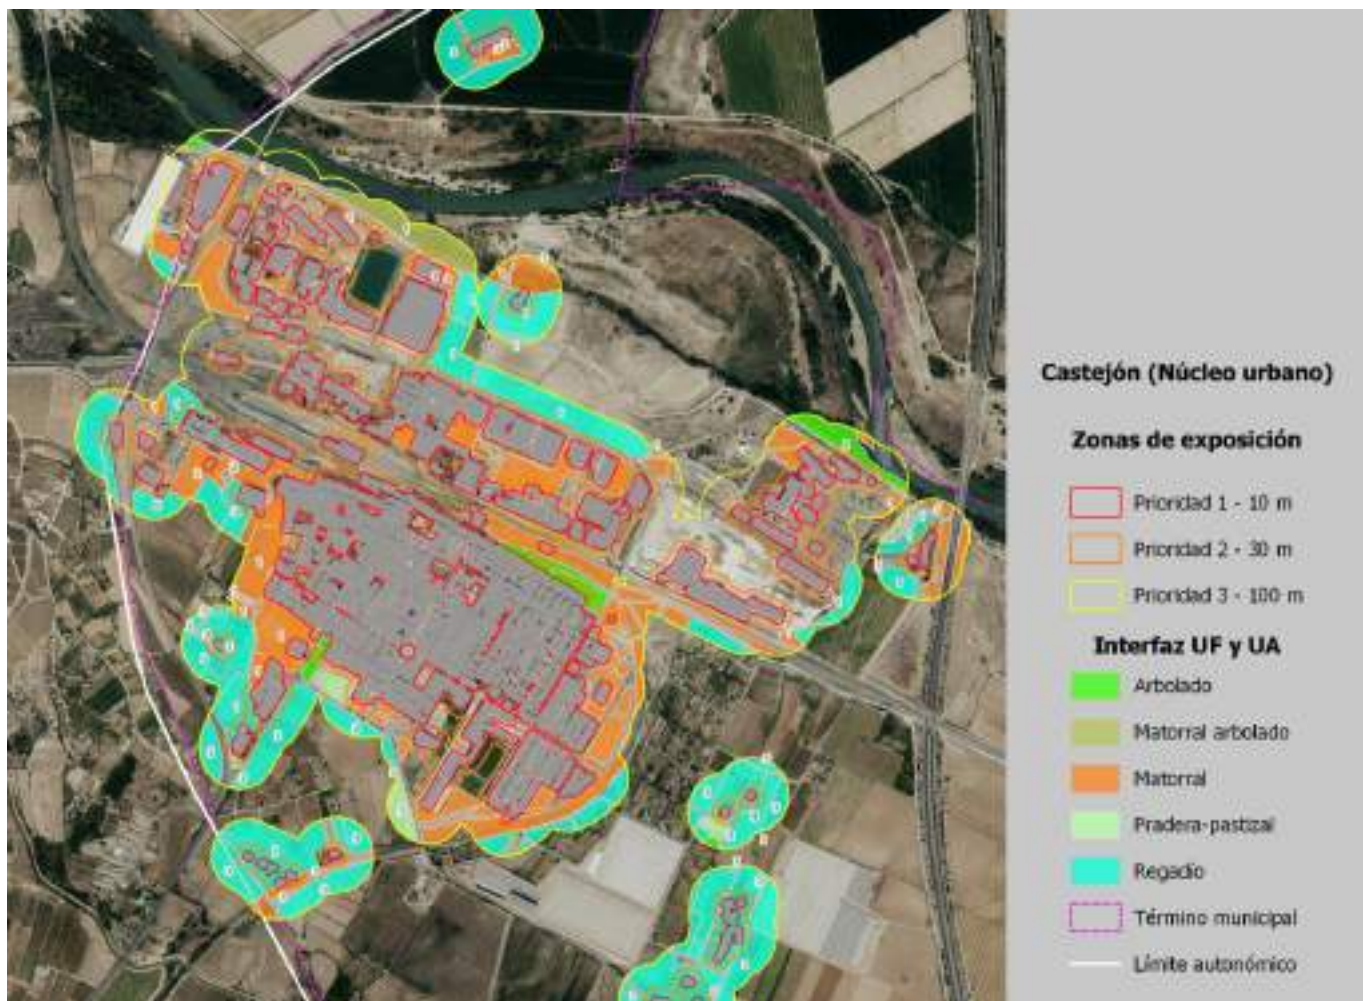 Castejón (Núcleo urbano)
Zonas de exposición
Prioridad 1 - 10 m
Prioridad 2 - 30 m
Prioridad 3 - 100 m
Interfaz UF y UA
Arbolado
Matorral arbolado
Matorral
Pradera-pastizal
Regadío
Término municipal
Límite autonómico